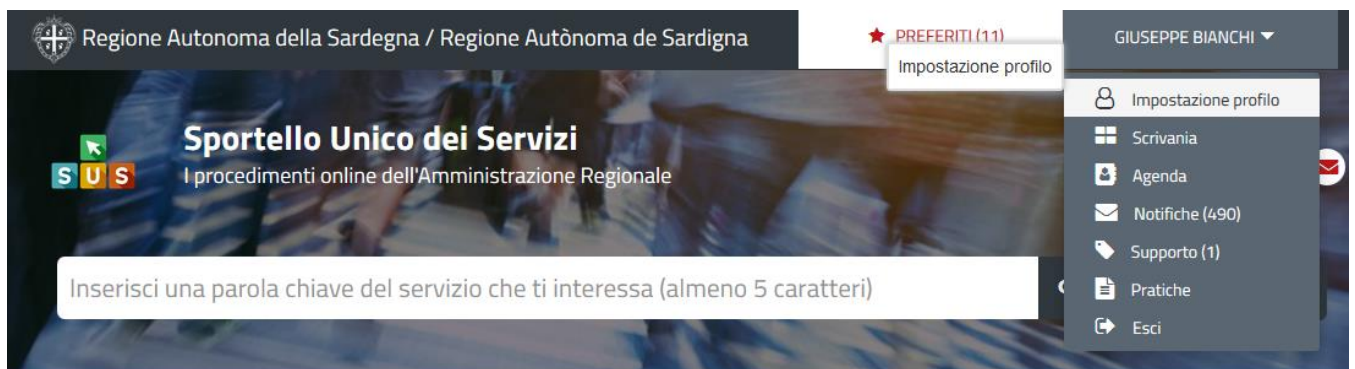 Regione Autonoma della Sardegna / Regione Autònoma de Sardigna
PREFERITI (11)
GIUSEPPE BIANCHI
Impostazione profilo
Impostazione profilo
Scrivania
Agenda
Notifiche (490)
Supporto (1)
Pratiche
Esci
SUS
Sportello Unico dei Servizi
I procedimenti online dell'Amministrazione Regionale
Inserisci una parola chiave del servizio che ti interessa (almeno 5 caratteri)